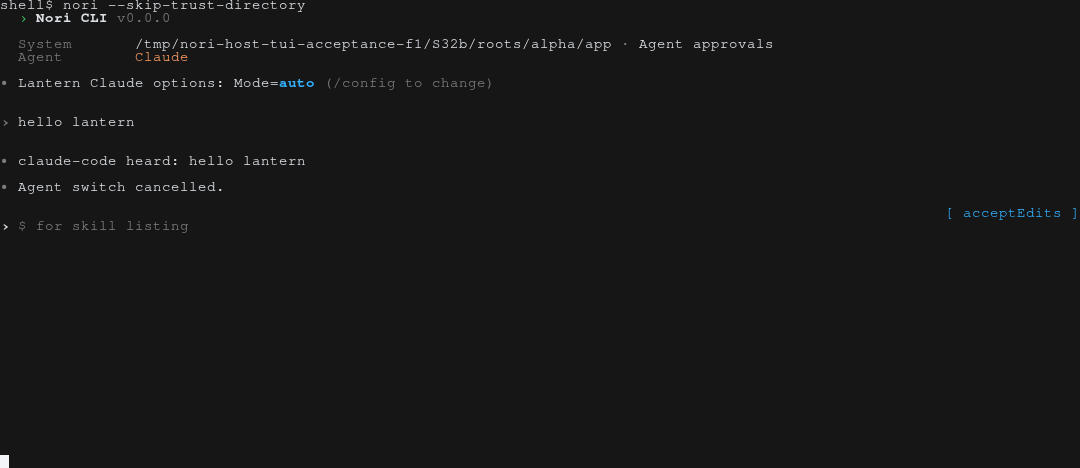 shell$ nori --skip-trust-directory
› Nori CLI v0.0.0
System /tmp/nori-host-tui-acceptance-f1/S32b/roots/alpha/app · Agent approvals
Agent Claude
• Lantern Claude options: Mode=auto (/config to change)
› hello lantern
• claude-code heard: hello lantern
• Agent switch cancelled.
[ acceptEdits ]
› $ for skill listing